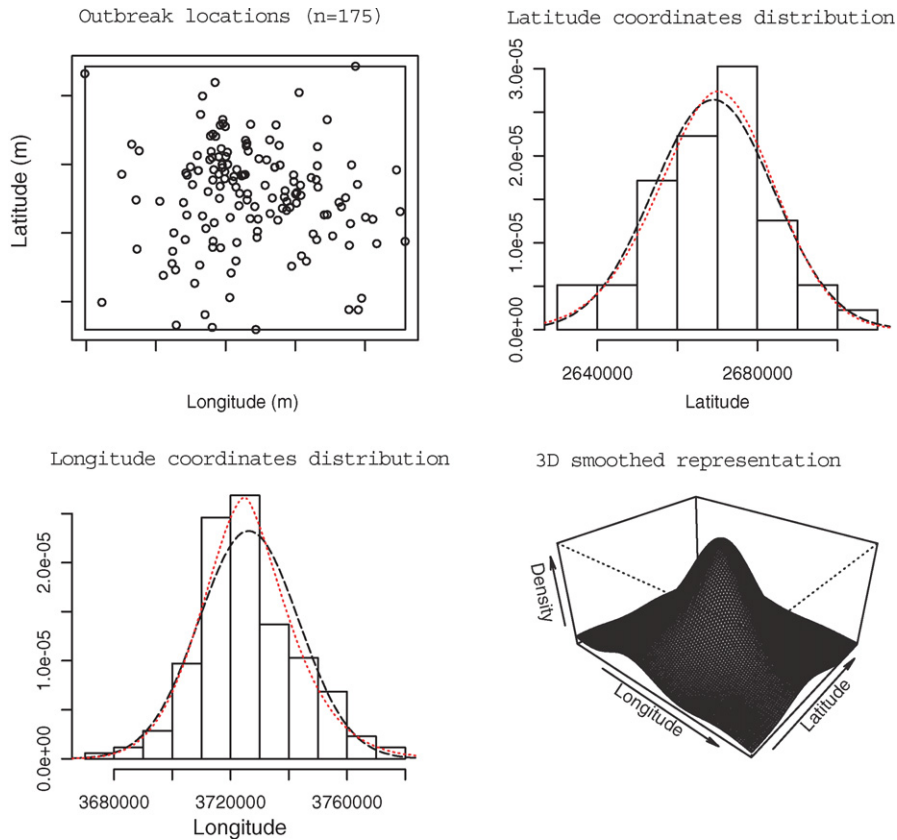 Outbreak locations (n=175)
Latitude (m)
Longitude (m)
Latitude coordinates distribution
3.0e-05
2.0e-05
1.0e-05
0.0e+00
2640000 2680000
Latitude
Longitude coordinates distribution
2.0e-05
1.0e-05
0.0e+00
3680000 3720000 3760000
Longitude
3D smoothed representation
Density
Longitude
Latitude